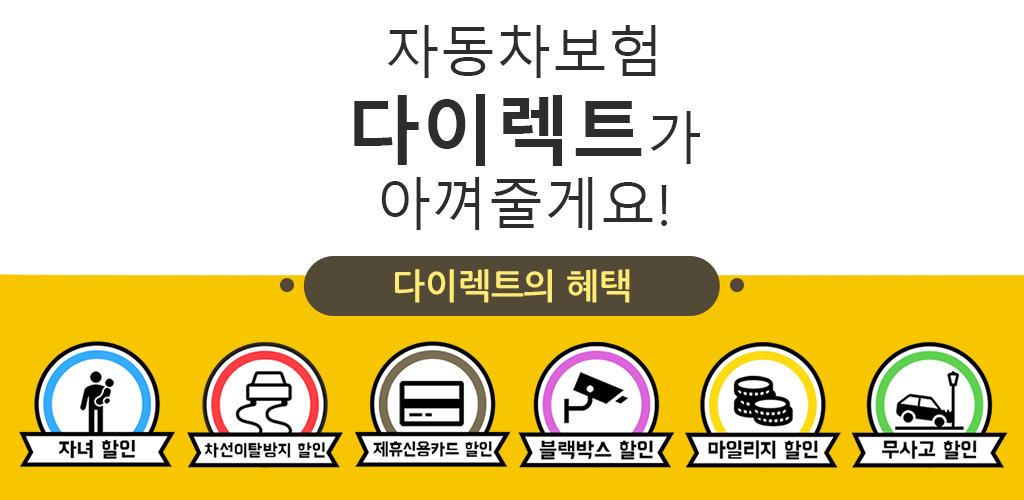 자동차보험
다이렉트가
아껴줄게요!
다이렉트의 혜택
자녀 할인
차선이탈방지 할인
제휴신용카드 할인
블랙박스 할인
마일리지 할인
무사고 할인